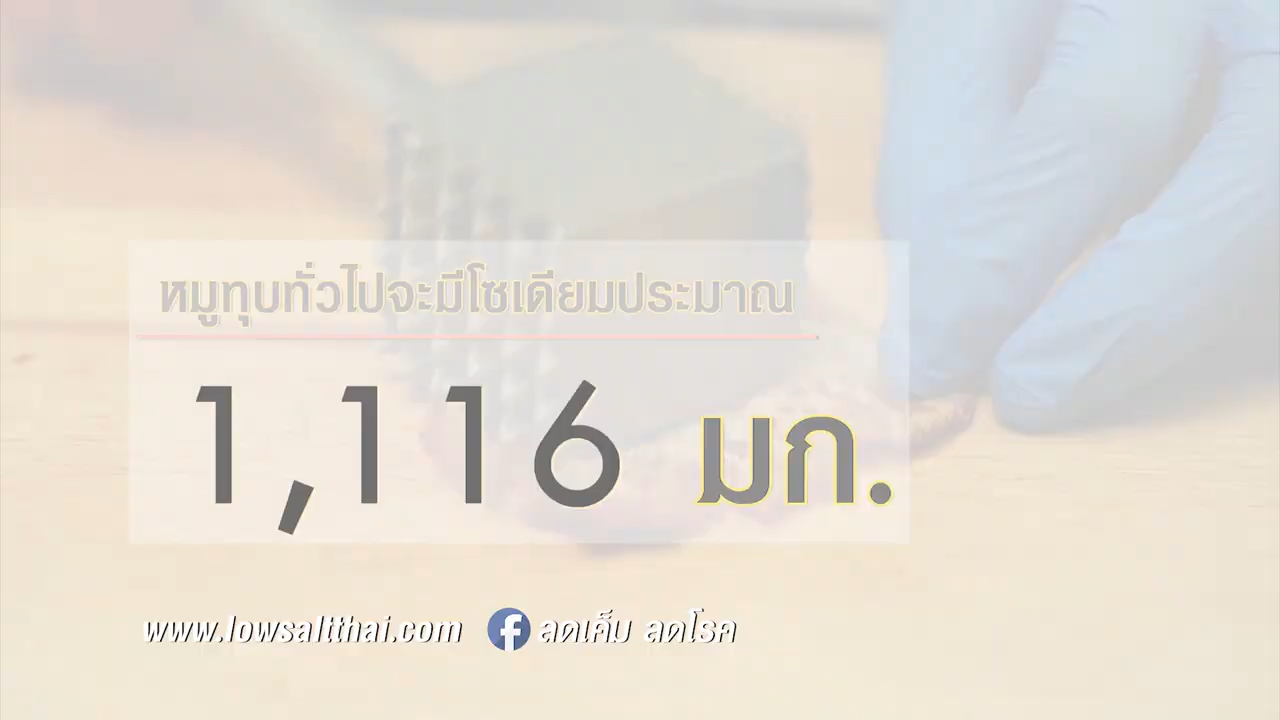 หมูทุบทั่วไปจะมีโซเดียมประมาณ
1,116 มก.
www.lowsaltthai.com ลดเค็ม ลดโรค